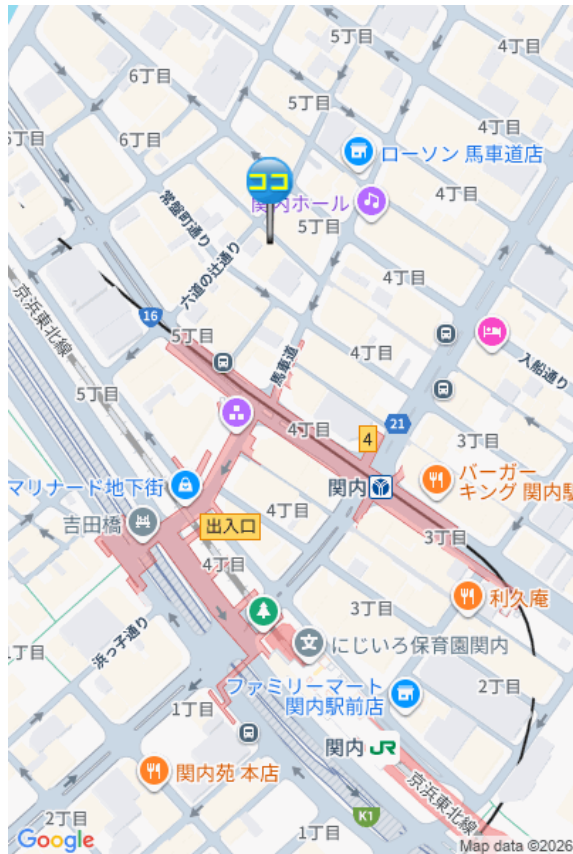 5丁目
4丁目
6丁目
5丁目
5丁目
6丁目
4丁目
ローソン 馬車道店
ココ
4丁目
関内ホール
5丁目
常盤町通り
六道の辻通り
4丁目
京浜東北線
16
5丁目
馬車道
4丁目
入船通り
5丁目
21
4丁目
4
3丁目
バーガー
キング 関内駅
マリナード地下街
関内
4丁目
吉田橋
出入口
3丁目
4丁目
利久庵
3丁目
浜っ子通り
1丁目
にじいろ保育園関内
2丁目
ファミリーマート
関内駅前店
1丁目
関内 JR
関内苑 本店
京浜東北線
K1
2丁目
1丁目
Google
Map data ©2026